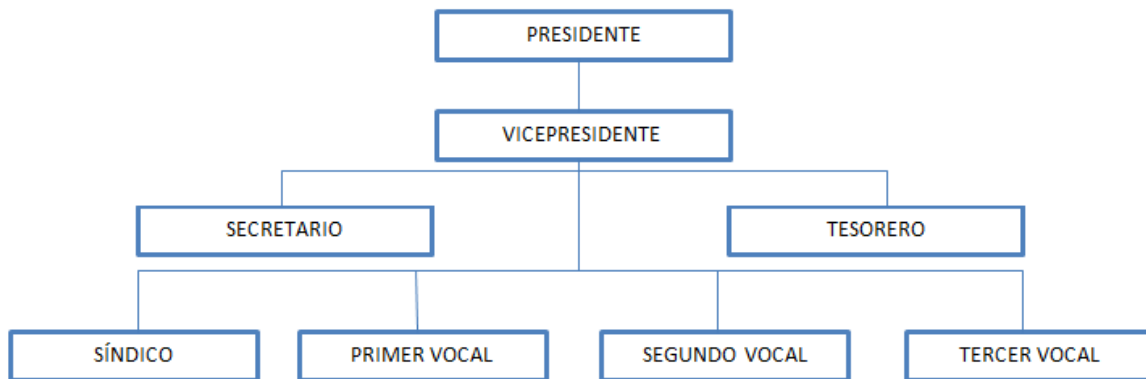 PRESIDENTE
VICEPRESIDENTE
SECRETARIO
TESORERO
SÍNDICO
PRIMER VOCAL
SEGUNDO VOCAL
TERCER VOCAL